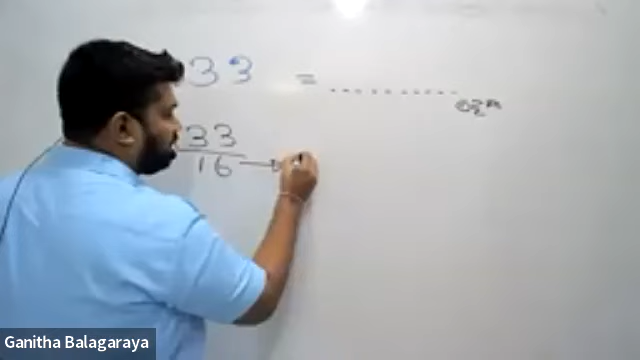 33 = ..........
33
16 →
Ganitha Balagaraya